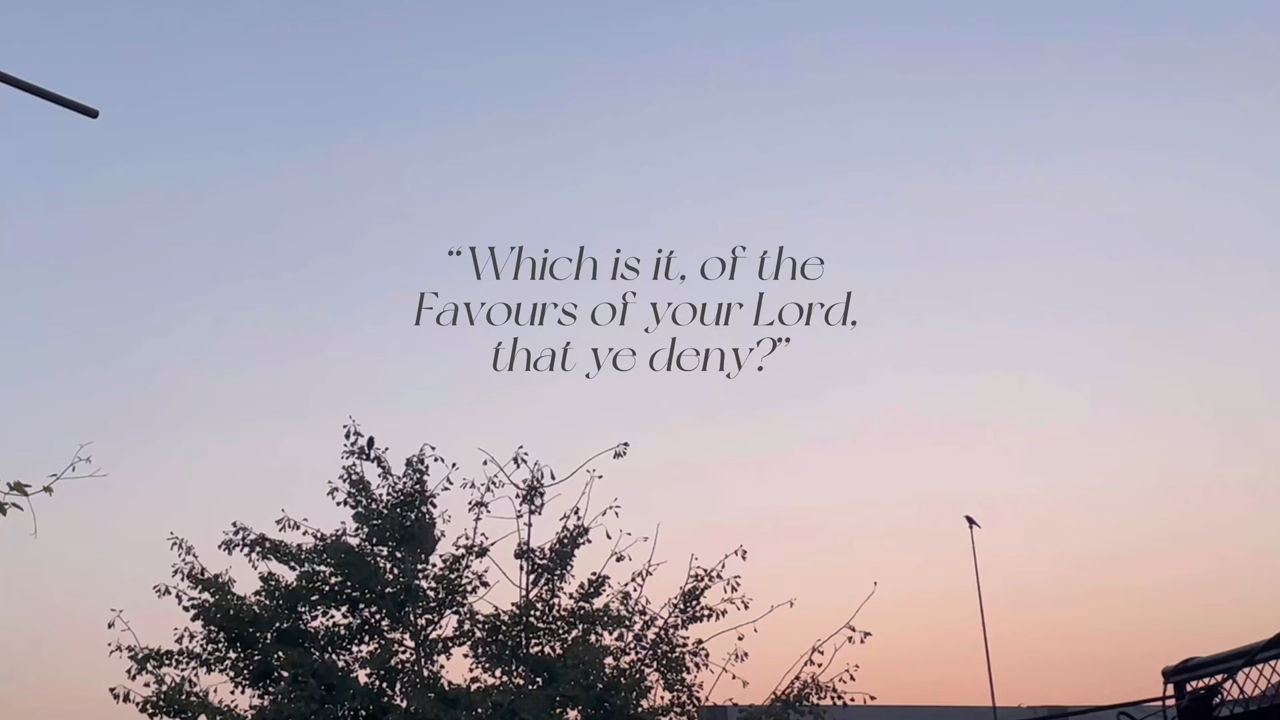 “Which is it, of the
Favours of your Lord,
that ye deny?”